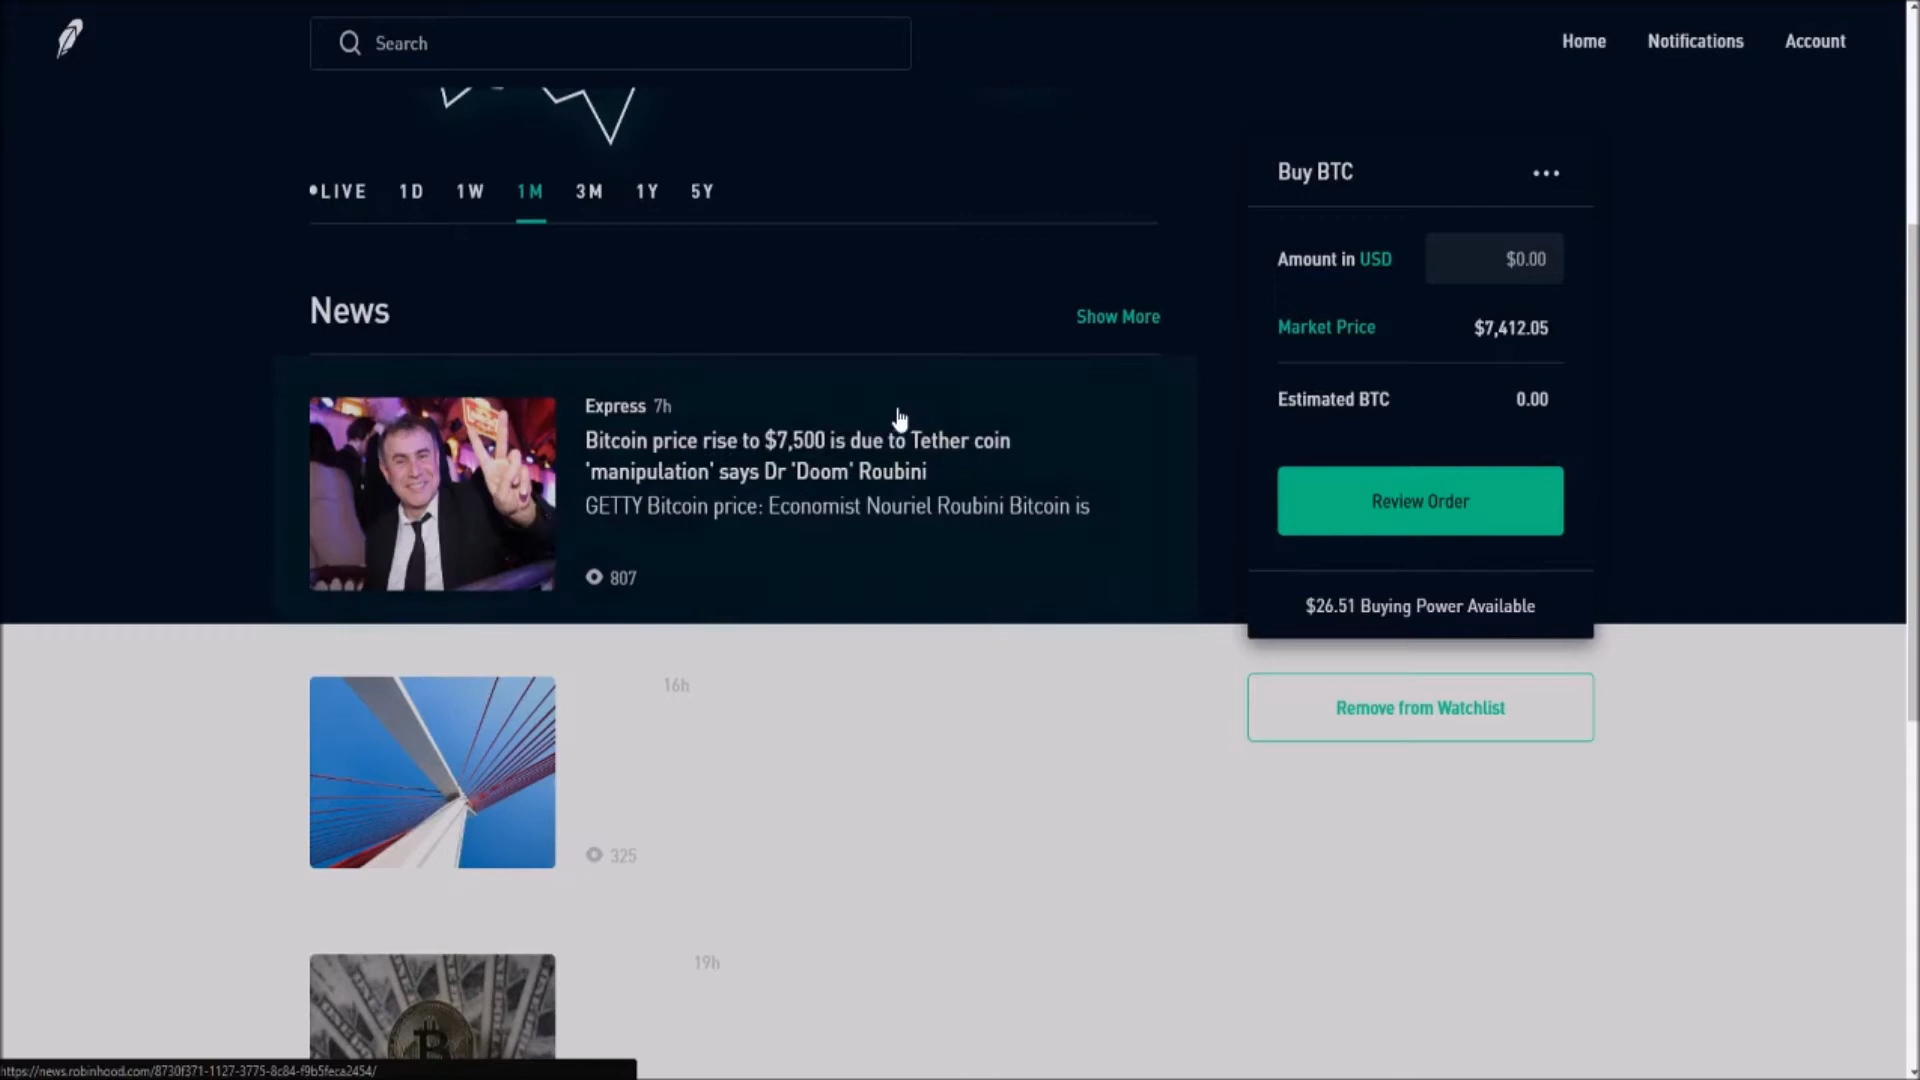 Search
Home
Notifications
Account
LIVE
1D
1W
1M
3M
1Y
5Y
News
Show More
Express 7h
Bitcoin price rise to $7,500 is due to Tether coin
'manipulation' says Dr 'Doom' Roubini
GETTY Bitcoin price: Economist Nouriel Roubini Bitcoin is
807
16h
325
19h
Buy BTC
Amount in USD
$0.00
Market Price
$7,412.05
Estimated BTC
0.00
Review Order
$26.51 Buying Power Available
Remove from Watchlist
https://news.robinhood.com/8730f371-1127-3775-8c84-f9b5feca2454/